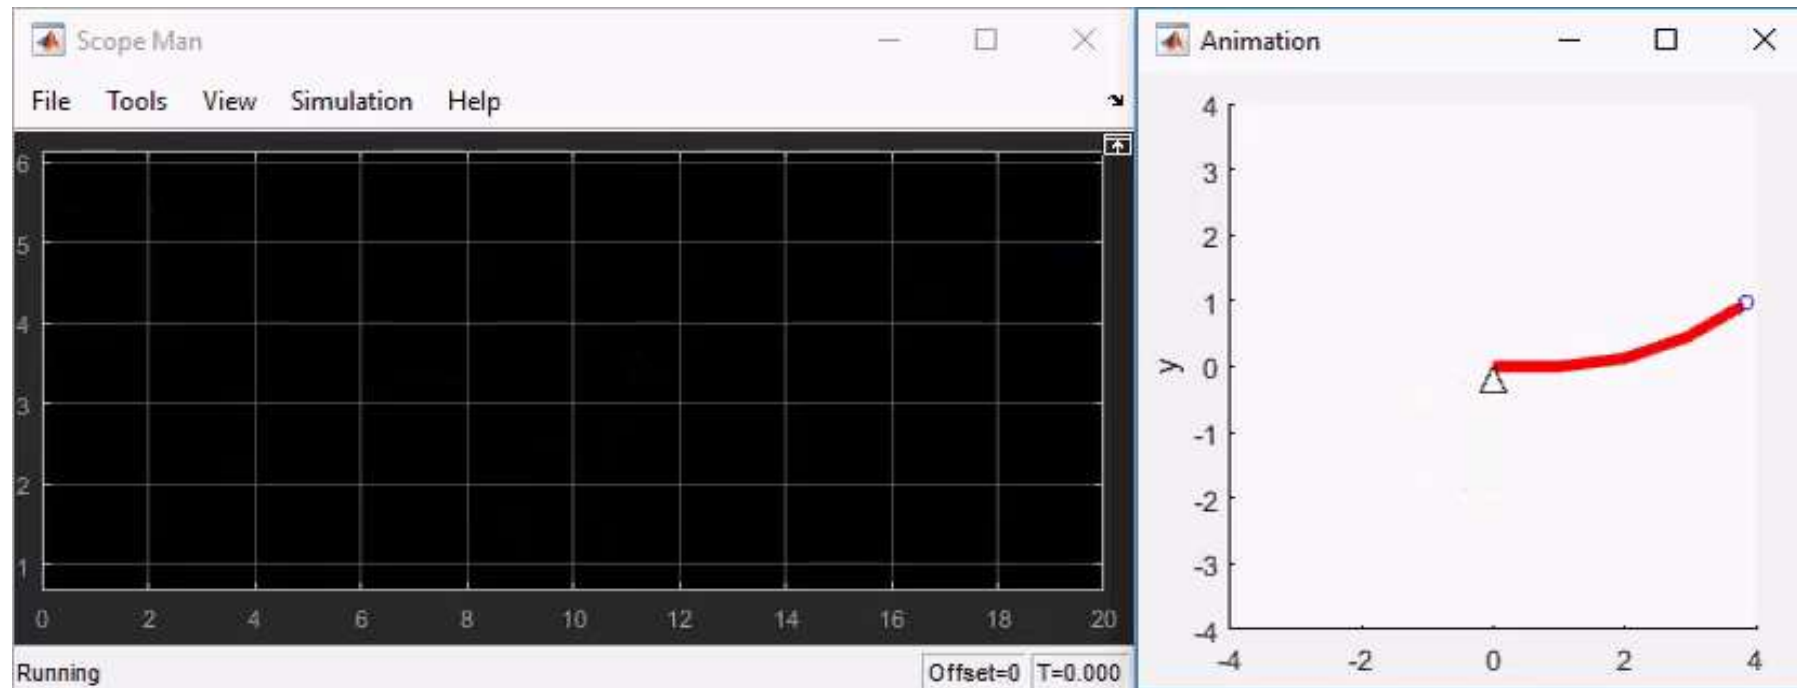 Scope Man
File Tools View Simulation Help
6
5
4
3
2
1
0 2 4 6 8 10 12 14 16 18 20
Running Offset=0 T=0.000
Animation
4
3
2
1
y 0
-1
-2
-3
-4
-4 -2 0 2 4